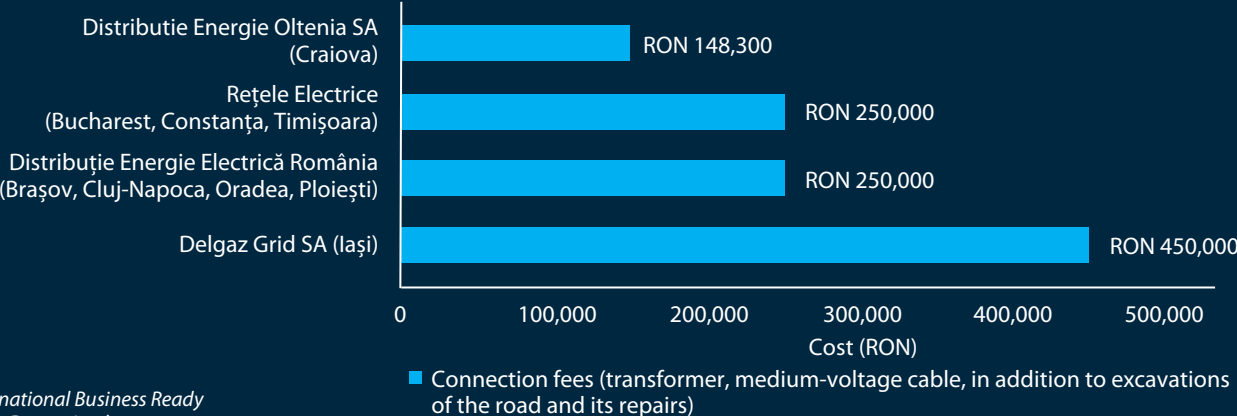 Distributie Energie Oltenia SA
(Craiova)
RON 148,300
Rețele Electrice
(Bucharest, Constanța, Timișoara)
RON 250,000
Distribuție Energie Electrică România
(Brașov, Cluj-Napoca, Oradea, Ploiești)
RON 250,000
Delgaz Grid SA (Iași)
RON 450,000
0 100,000 200,000 300,000 400,000 500,000
Cost (RON)
Connection fees (transformer, medium-voltage cable, in addition to excavations
of the road and its repairs)
national Business Ready